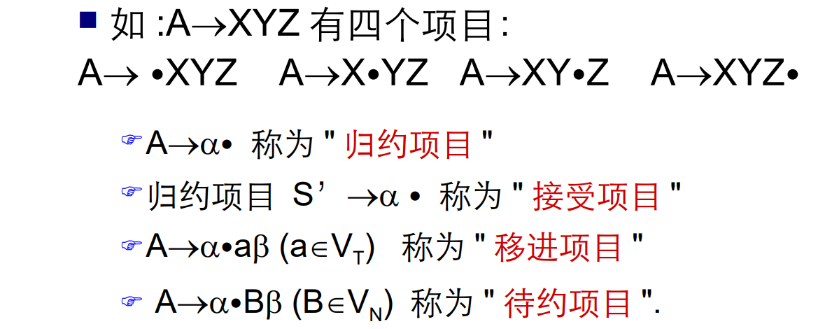 ■ 如 :A→XYZ 有四个项目:
A→ •XYZ A→X•YZ A→XY•Z A→XYZ•
☞A→α• 称为 " 归约项目 "
☞归约项目 S’ →α • 称为 " 接受项目 "
☞A→α•aβ (a∈V_T) 称为 " 移进项目 "
☞ A→α•Bβ (B∈V_N) 称为 " 待约项目 ".